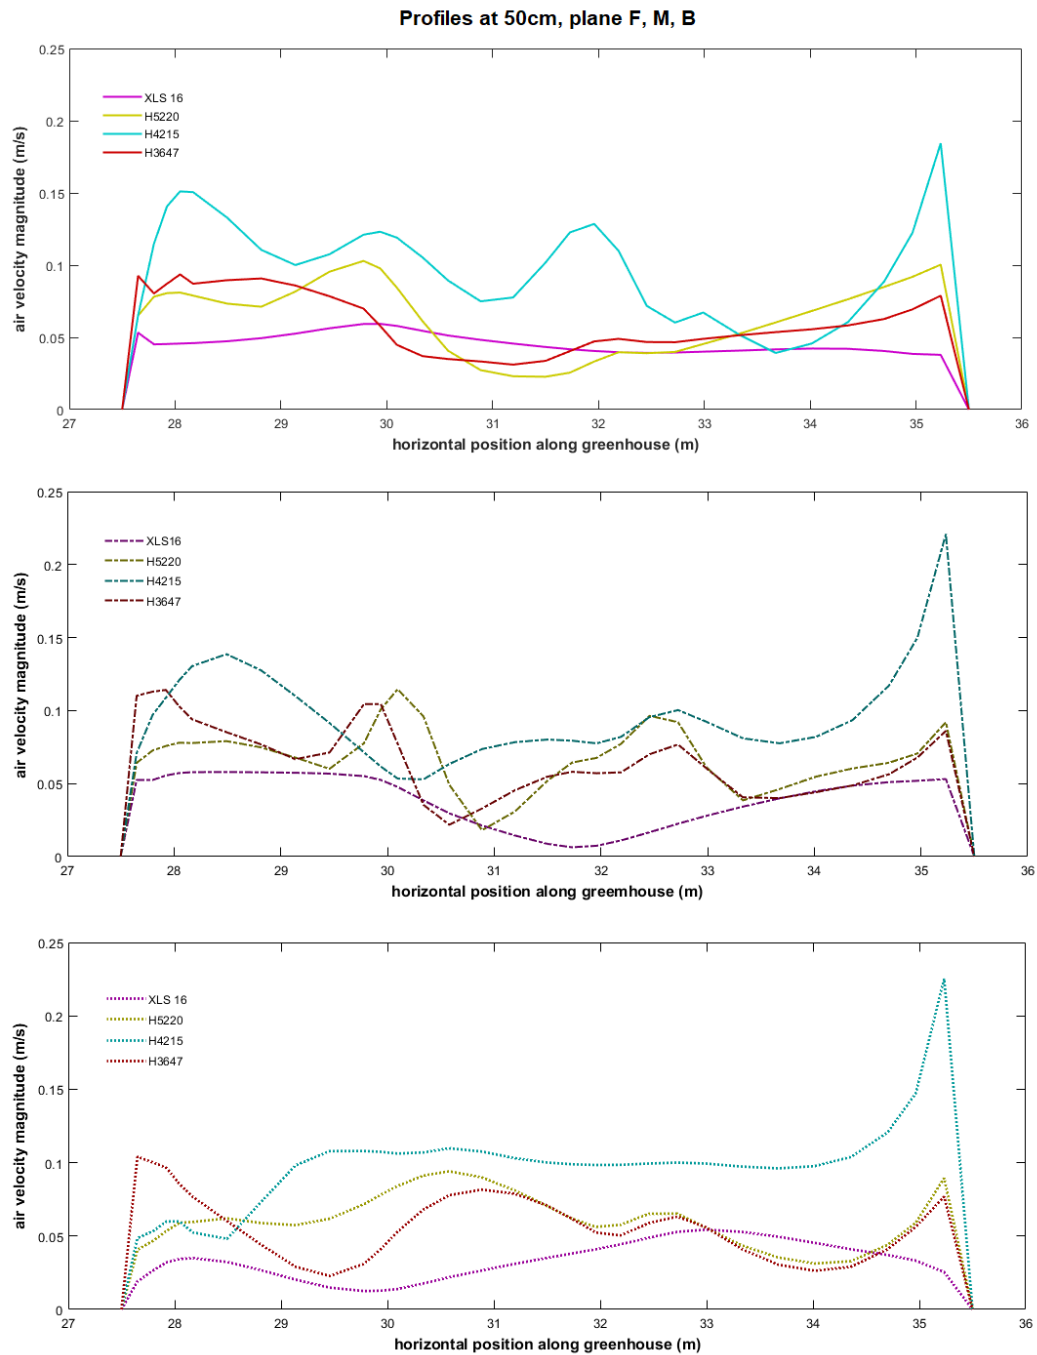 Profiles at 50cm, plane F, M, B
0.25
0.2
0.15
0.1
0.05
0
air velocity magnitude (m/s)
XLS 16
H5220
H4215
H3647
27 28 29 30 31 32 33 34 35 36
horizontal position along greenhouse (m)
0.25
0.2
0.15
0.1
0.05
0
air velocity magnitude (m/s)
XLS16
H5220
H4215
H3647
27 28 29 30 31 32 33 34 35 36
horizontal position along greemhouse (m)
0.25
0.2
0.15
0.1
0.05
0
air velocity magnitude (m/s)
XLS 16
H5220
H4215
H3647
27 28 29 30 31 32 33 34 35 36
horizontal position along greenhouse (m)